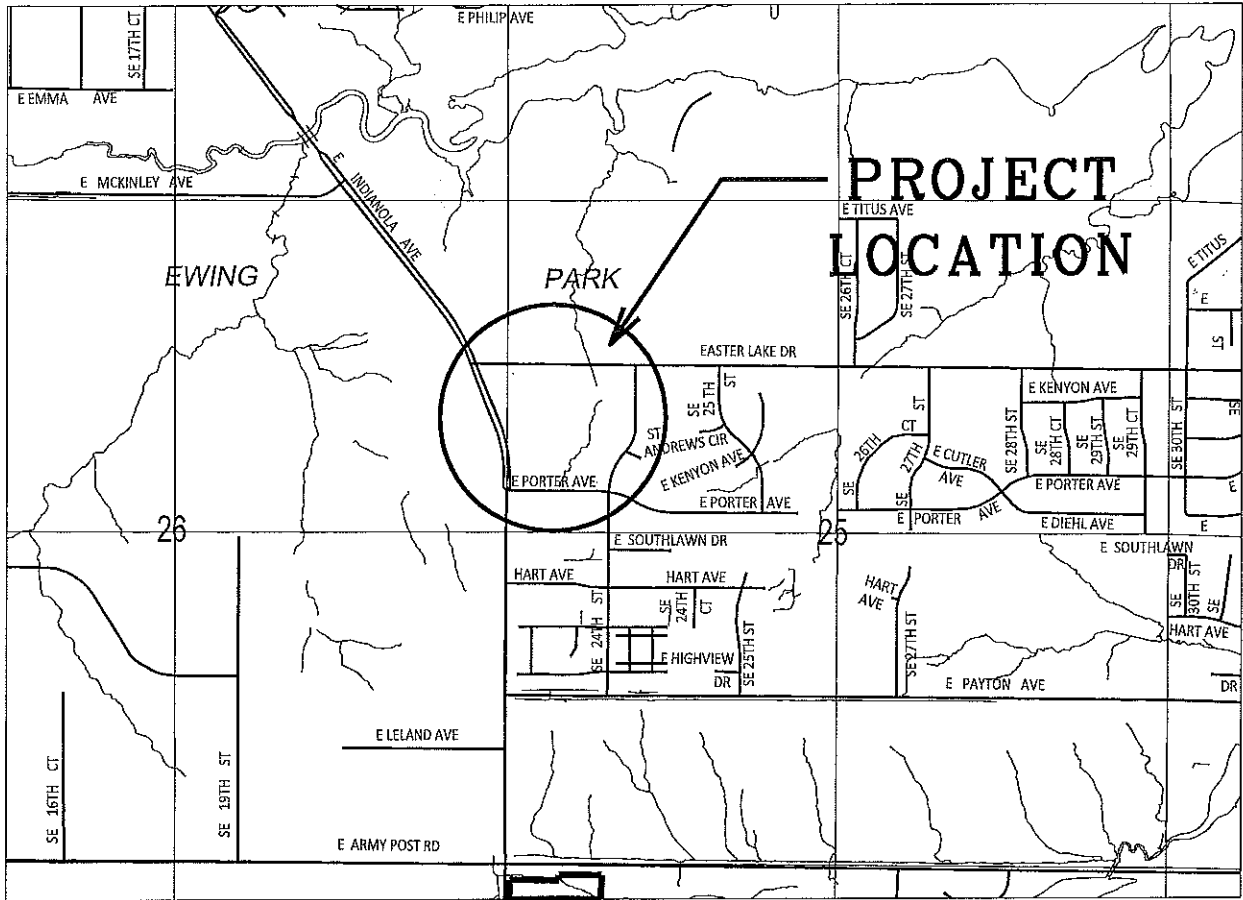 E PHILIP AVE
SE 17TH CT
E EMMA AVE
E MCKINLEY AVE
E INDIANOLA AVE
PROJECT
LOCATION
E TITUS AVE
SE 26TH CT
SE 27TH ST
E TITUS
E
ST
EWING
PARK
EASTER LAKE DR
SE 25TH ST
ST
ANDREWS CIR
E KENYON AVE
E PORTER AVE
E PORTER AVE
SE 26TH CT
SE 27TH ST
E CUTLER AVE
E PORTER AVE
SE 28TH ST
E KENYON AVE
SE 28TH CT
SE 29TH ST
SE 29TH CT
E PORTER AVE
E DIEHL AVE
SE 30TH ST
SE
E
E
26
25
E SOUTHLAWN DR
E SOUTHLAWN DR
HART AVE
HART AVE
HART AVE
SE 24TH ST
SE 24TH CT
SE 25TH ST
SE 27TH ST
SE 30TH ST
SE
HART AVE
E HIGHVIEW DR
E PAYTON AVE
DR
E LELAND AVE
SE 16TH CT
SE 19TH ST
E ARMY POST RD